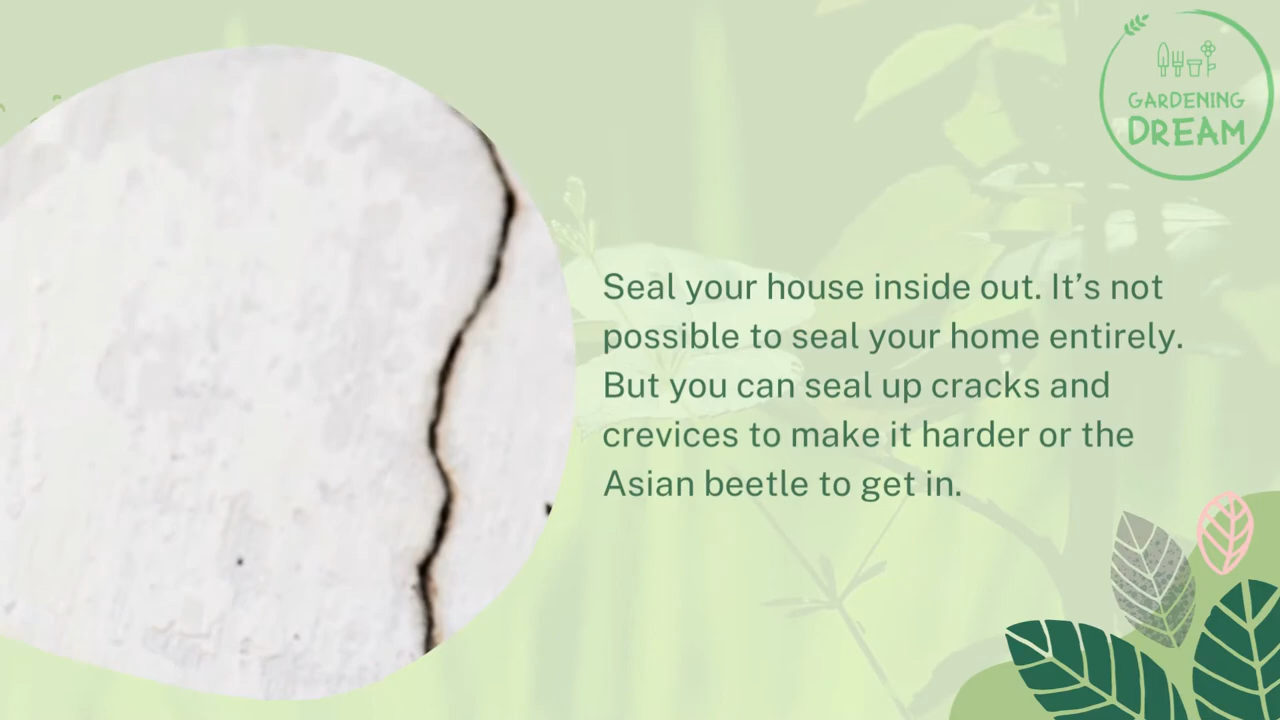 GARDENING
DREAM
Seal your house inside out. It’s not
possible to seal your home entirely.
But you can seal up cracks and
crevices to make it harder or the
Asian beetle to get in.